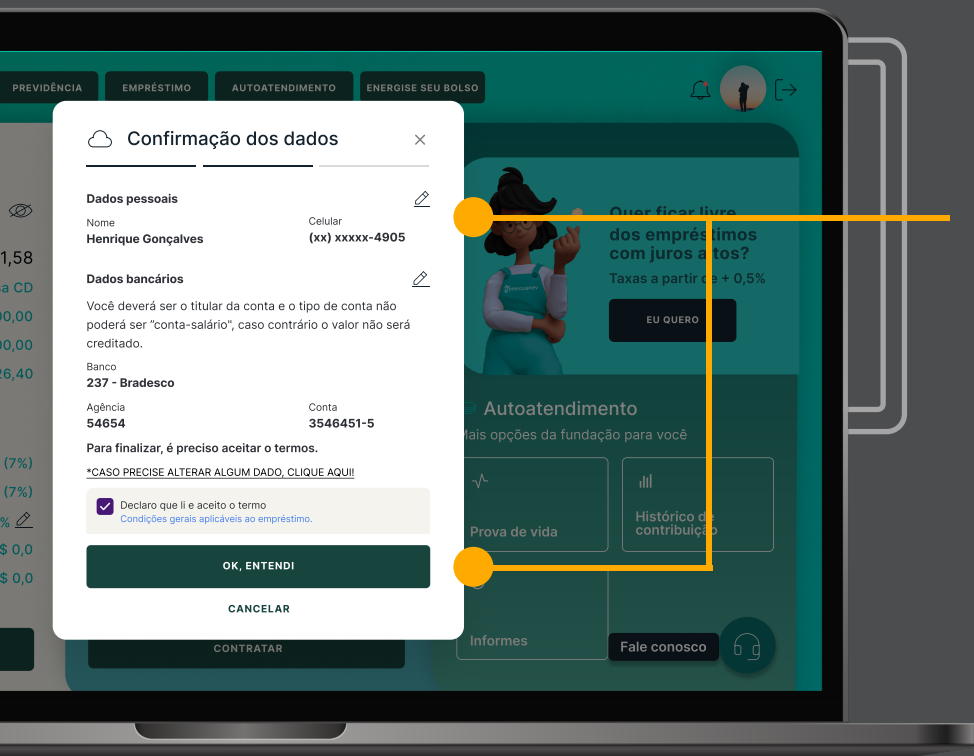 PREVIDÊNCIA
EMPRÉSTIMO
AUTOATENDIMENTO
ENERGISE SEU BOLSO
Confirmação dos dados
Dados pessoais
Nome
Celular
Henrique Gonçalves
(xx) xxxxx-4905
Dados bancários
Você deverá ser o titular da conta e o tipo de conta não
poderá ser "conta-salário", caso contrário o valor não será
creditado.
Banco
237 - Bradesco
Agência
Conta
54654
3546451-5
Para finalizar, é preciso aceitar o termos.
*CASO PRECISE ALTERAR ALGUM DADO, CLIQUE AQUI!
Declaro que li e aceito o termo
Condições gerais aplicáveis ao empréstimo.
OK, ENTENDI
CANCELAR
CONTRATAR
1,58
CD
00,00
00,00
26,40
(7%)
(7%)
%
$ 0,0
$ 0,0
Quer ficar livre
dos empréstimos
com juros altos?
Taxas a partir de + 0,5%
EU QUERO
Autoatendimento
Mais opções da fundação para você
Prova de vida
Histórico de
contribuição
Informes
Fale conosco